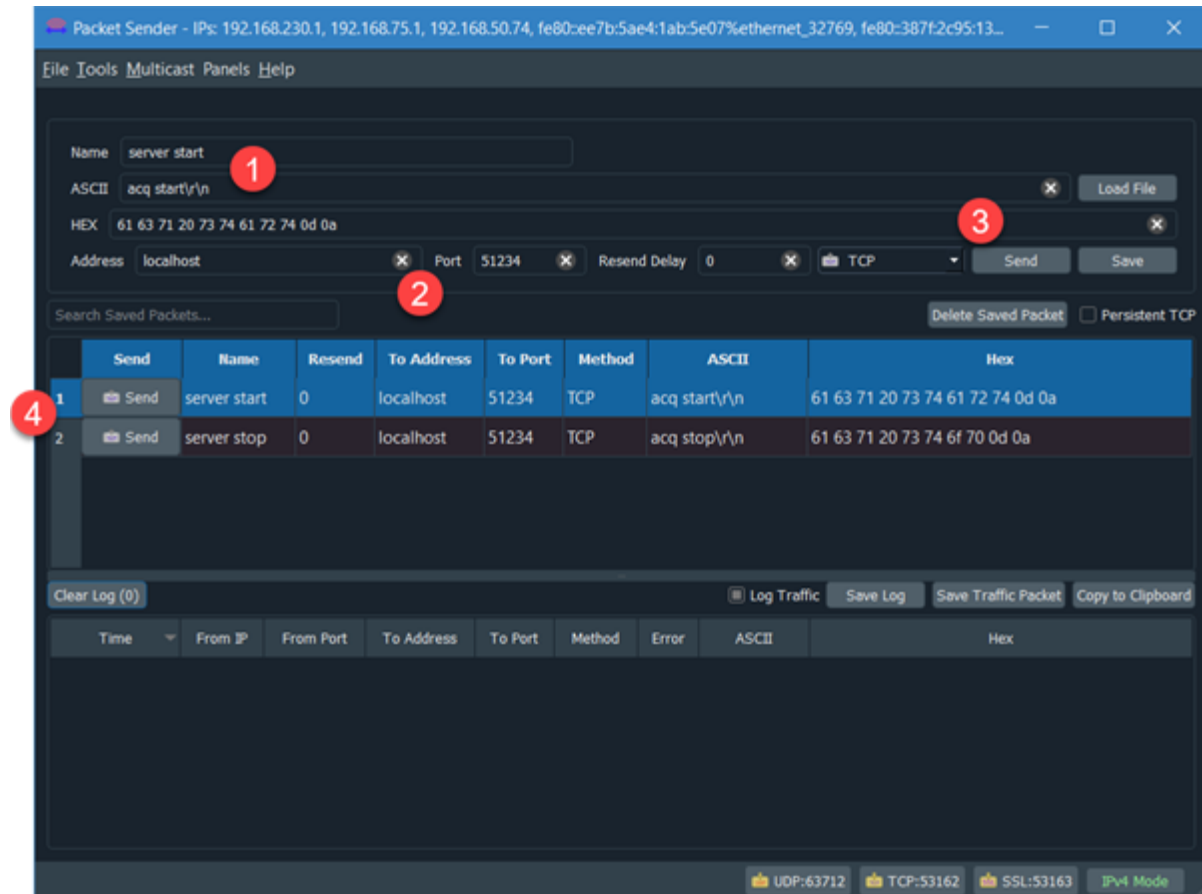 Packet Sender - IPs: 192.168.230.1, 192.168.75.1, 192.168.50.74, fe80::ee7b:5ae4:1ab:5e07%ethernet_32769, fe80::387f:2c95:13...
File Tools Multicast Panels Help
Name server start
1
ASCII acq start\r\n Load File
HEX 61 63 71 20 73 74 61 72 74 0d 0a
3
Address localhost Port 51234 Resend Delay 0 TCP Send Save
2
Search Saved Packets... Delete Saved Packet Persistent TCP
Send Name Resend To Address To Port Method ASCII Hex
1 Send server start 0 localhost 51234 TCP acq start\r\n 61 63 71 20 73 74 61 72 74 0d 0a
4
2 Send server stop 0 localhost 51234 TCP acq stop\r\n 61 63 71 20 73 74 6f 70 0d 0a
Clear Log (0) Log Traffic Save Log Save Traffic Packet Copy to Clipboard
Time From IP From Port To Address To Port Method Error ASCII Hex
UDP:63712 TCP:53162 SSL:53163 IPv4 Mode